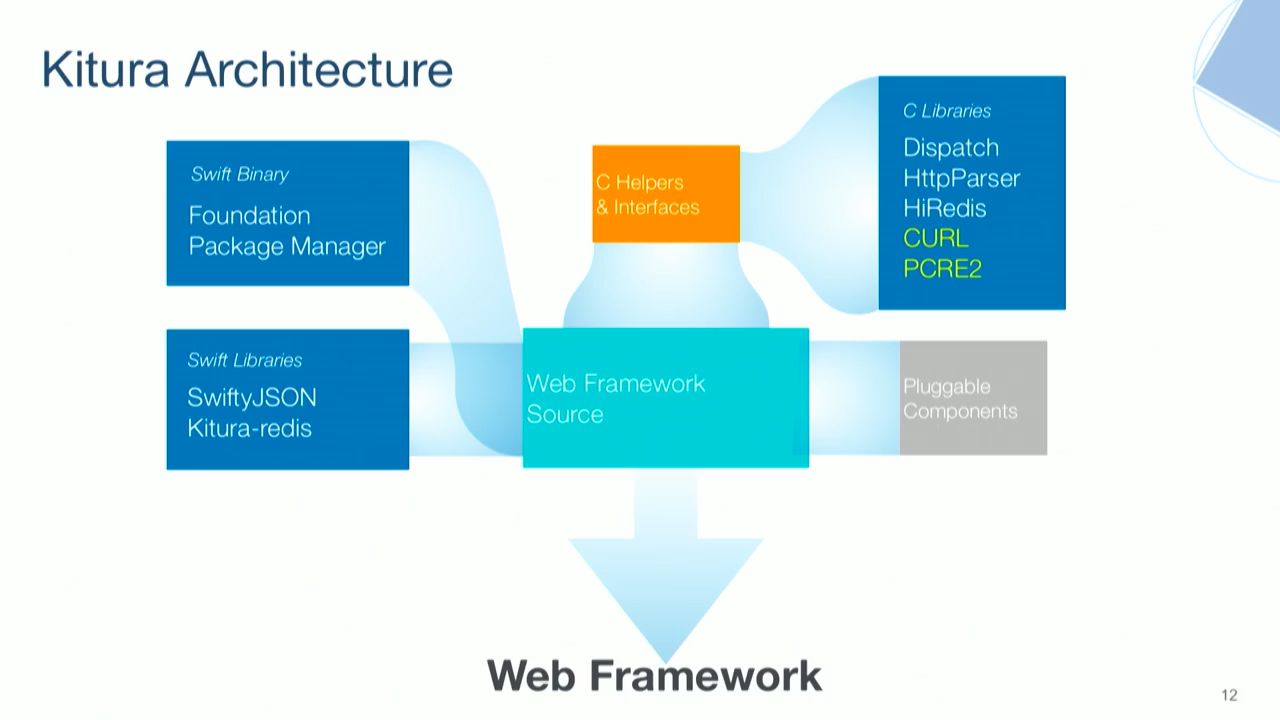 Kitura Architecture
Swift Binary
Foundation
Package Manager
C Helpers
& Interfaces
C Libraries
Dispatch
HttpParser
HiRedis
CURL
PCRE2
Swift Libraries
SwiftyJSON
Kitura-redis
Web Framework
Source
Pluggable
Components
Web Framework
12